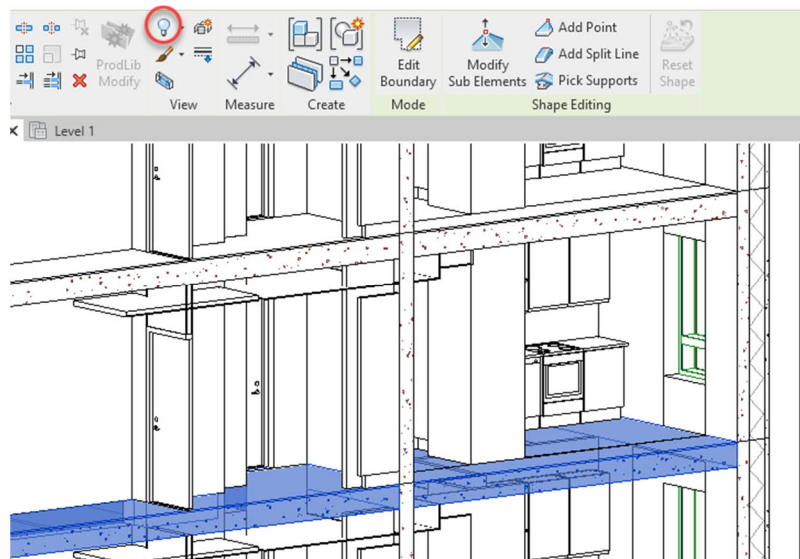 ProdLib
Modify
View
Measure
Create
Edit
Boundary
Mode
Modify
Sub Elements
Add Point
Add Split Line
Pick Supports
Reset
Shape
Shape Editing
Level 1